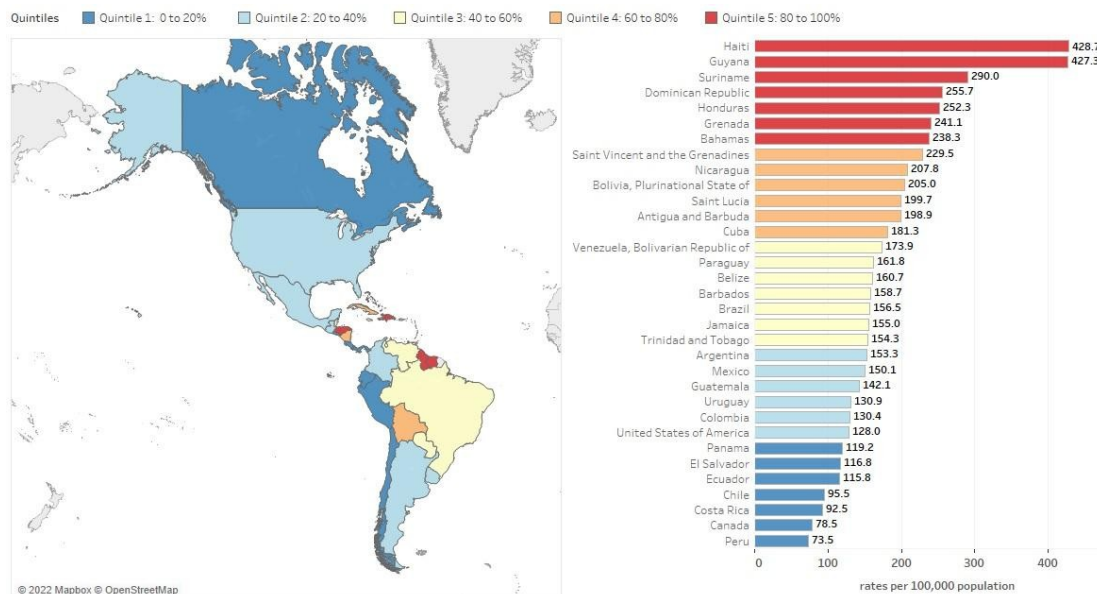 Quintiles Quintile 1: 0 to 20% Quintile 2: 20 to 40% Quintile 3: 40 to 60% Quintile 4: 60 to 80% Quintile 5: 80 to 100%
Haiti 428.7
Guyana 427.3
Suriname 290.0
Dominican Republic 255.7
Honduras 252.3
Grenada 241.1
Bahamas 238.3
Saint Vincent and the Grenadines 229.5
Nicaragua 207.8
Bolivia, Plurinational State of 205.0
Saint Lucia 199.7
Antigua and Barbuda 198.9
Cuba 181.3
Venezuela, Bolivarian Republic of 173.9
Paraguay 161.8
Belize 160.7
Barbados 158.7
Brazil 156.5
Jamaica 155.0
Trinidad and Tobago 154.3
Argentina 153.3
Mexico 150.1
Guatemala 142.1
Uruguay 130.9
Colombia 130.4
United States of America 128.0
Panama 119.2
El Salvador 116.8
Ecuador 115.8
Chile 95.5
Costa Rica 92.5
Canada 78.5
Peru 73.5
0 100 200 300 400
rates per 100,000 population
© 2022 Mapbox © OpenStreetMap